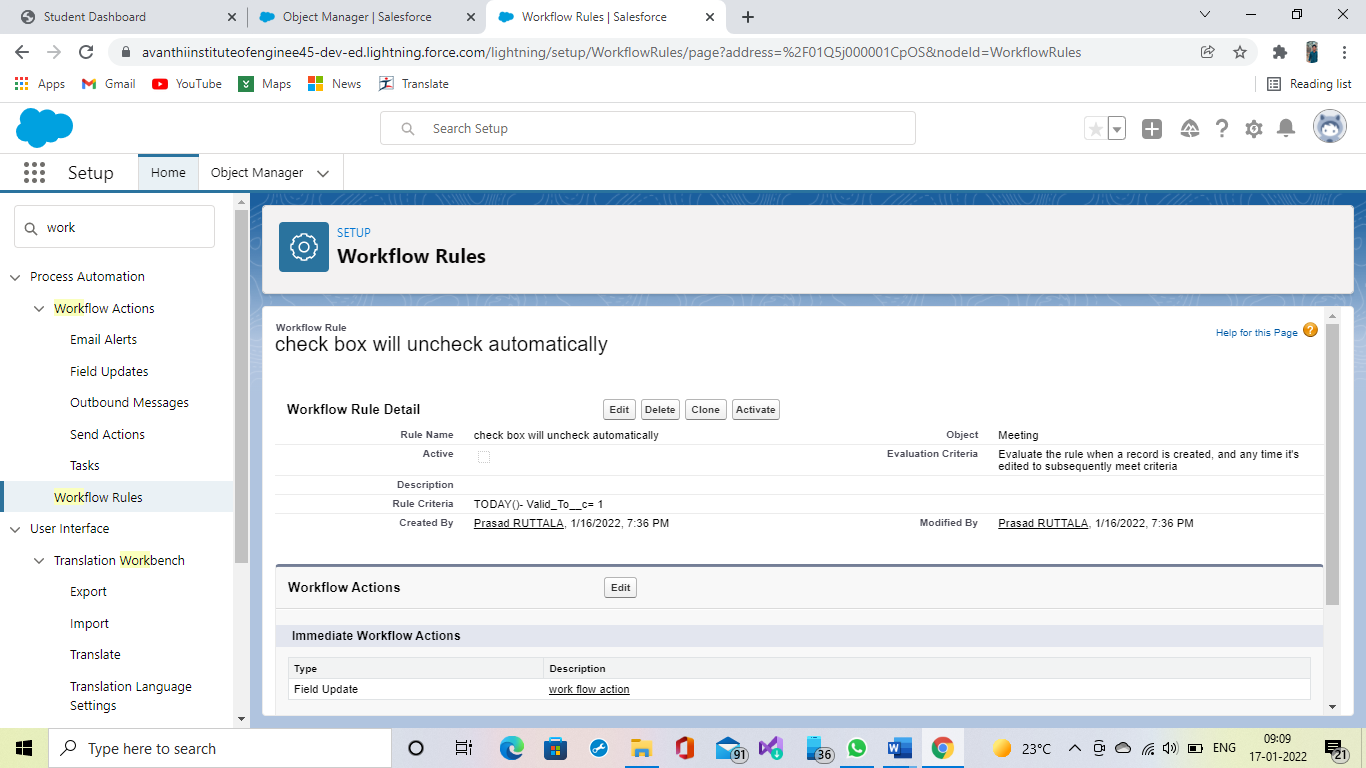 Student Dashboard
Object Manager | Salesforce
Workflow Rules | Salesforce
avanthiinstituteofenginee45-dev-ed.lightning.force.com/lightning/setup/WorkflowRules/page?address=%2F01Q5j000001CpOS&nodeId=WorkflowRules
Apps Gmail YouTube Maps News Translate Reading list
Search Setup
Setup Home Object Manager
work
Process Automation
Workflow Actions
Email Alerts
Field Updates
Outbound Messages
Send Actions
Tasks
Workflow Rules
User Interface
Translation Workbench
Export
Import
Translate
Translation Language
Settings
SETUP
Workflow Rules
Workflow Rule
check box will uncheck automatically
Help for this Page ?
Workflow Rule Detail Edit Delete Clone Activate
Rule Name check box will uncheck automatically Object Meeting
Active Evaluation Criteria Evaluate the rule when a record is created, and any time it's
edited to subsequently meet criteria
Description
Rule Criteria TODAY()- Valid_To__c= 1
Created By Prasad RUTTALA, 1/16/2022, 7:36 PM Modified By Prasad RUTTALA, 1/16/2022, 7:36 PM
Workflow Actions Edit
Immediate Workflow Actions
Type Description
Field Update work flow action
Type here to search
91
36
23°C
ENG
09:09
17-01-2022
21